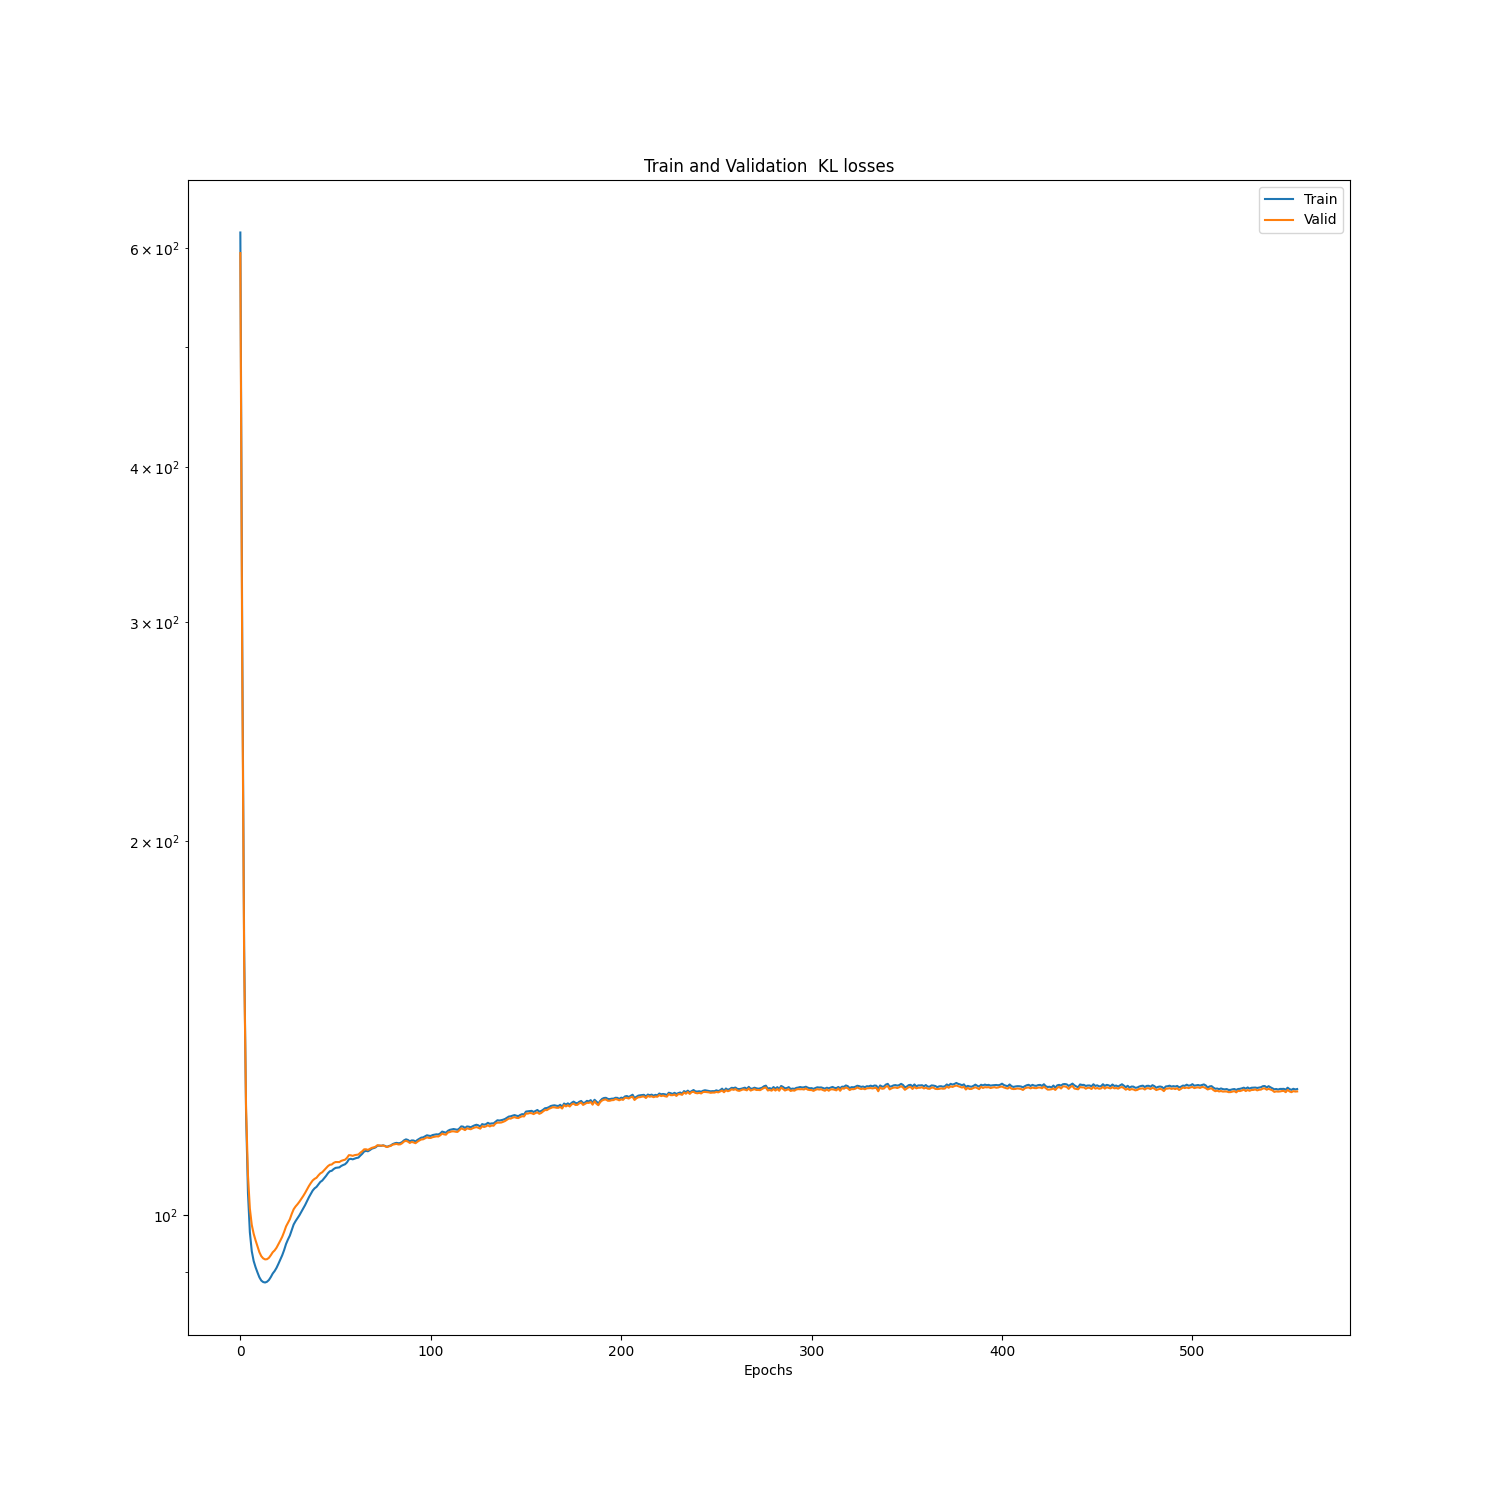 Train and Validation  KL losses
Train
Valid
6 × 10²
4 × 10²
3 × 10²
2 × 10²
10²
0 100 200 300 400 500
Epochs